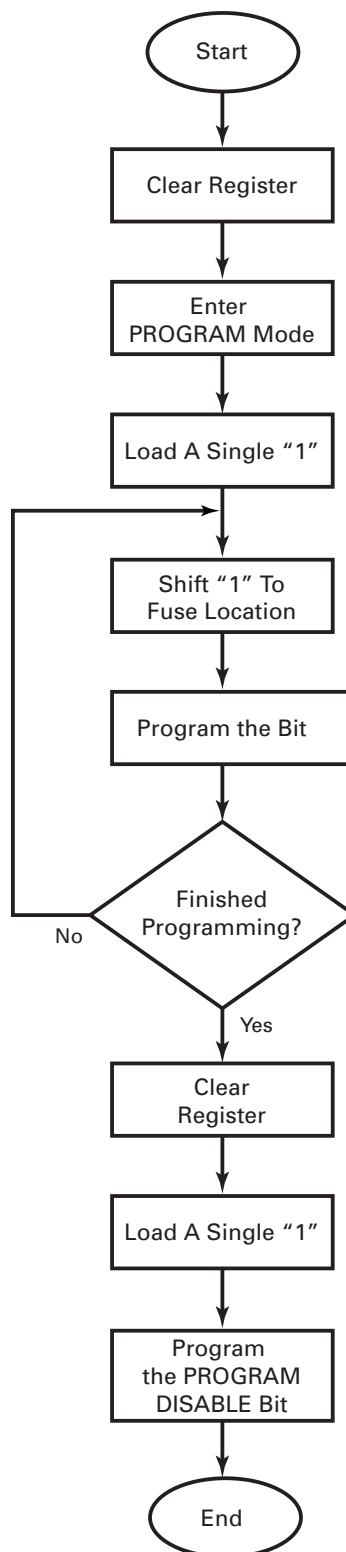 Start
Clear Register
Enter
PROGRAM Mode
Load A Single “1”
Shift “1” To
Fuse Location
Program the Bit
Finished
Programming?
No
Yes
Clear
Register
Load A Single “1”
Program
the PROGRAM
DISABLE Bit
End